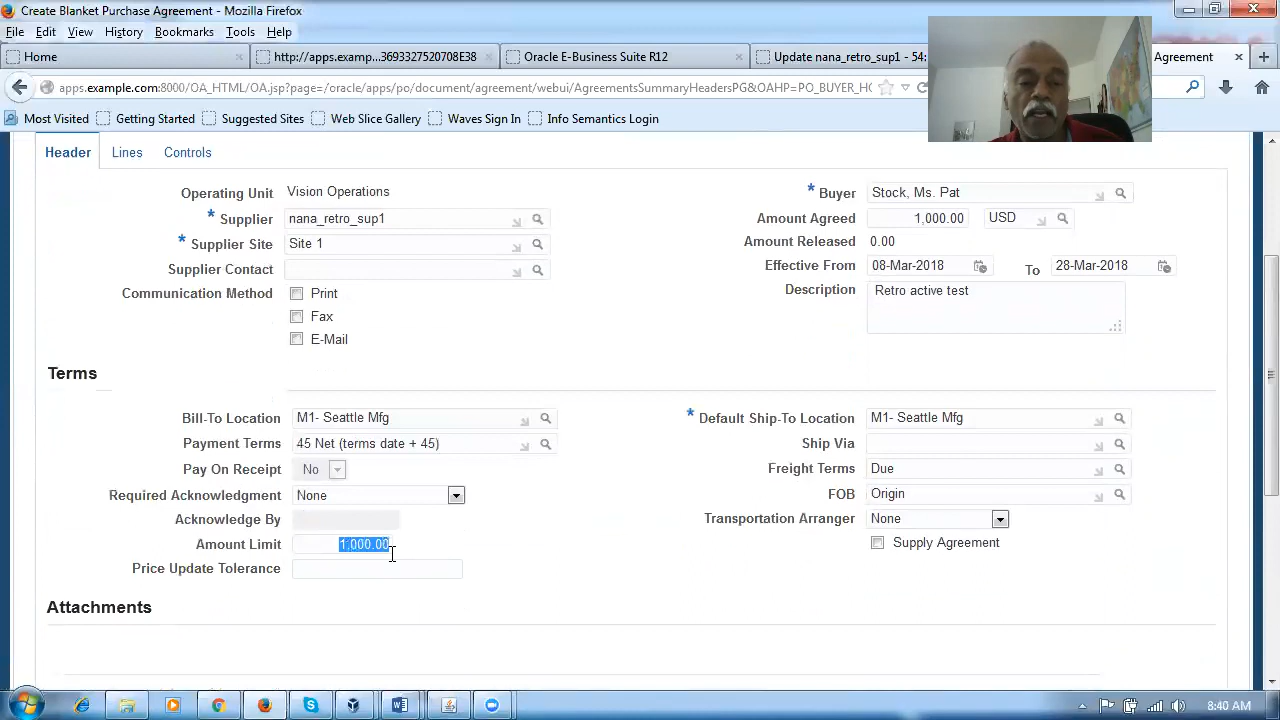 Create Blanket Purchase Agreement - Mozilla Firefox
File Edit View History Bookmarks Tools Help
Home
http://apps.examp...3693327520708E38 ×
Oracle E-Business Suite R12 ×
Update nana_retro_sup1 - 54:
Agreement ×
apps.example.com:8000/OA_HTML/OA.jsp?page=/oracle/apps/po/document/agreement/webui/AgreementsSummaryHeadersPG&OAHP=PO_BUYER_HO
Most Visited Getting Started Suggested Sites Web Slice Gallery Waves Sign In Info Semantics Login
Header Lines Controls
Operating Unit Vision Operations
* Supplier nana_retro_sup1
* Supplier Site Site 1
Supplier Contact
Communication Method Print
Fax
E-Mail
* Buyer Stock, Ms. Pat
Amount Agreed 1,000.00 USD
Amount Released 0.00
Effective From 08-Mar-2018 To 28-Mar-2018
Description Retro active test
Terms
Bill-To Location M1- Seattle Mfg
Payment Terms 45 Net (terms date + 45)
Pay On Receipt No
Required Acknowledgment None
Acknowledge By
Amount Limit 1,000.00
Price Update Tolerance
* Default Ship-To Location M1- Seattle Mfg
Ship Via
Freight Terms Due
FOB Origin
Transportation Arranger None
Supply Agreement
Attachments
8:40 AM